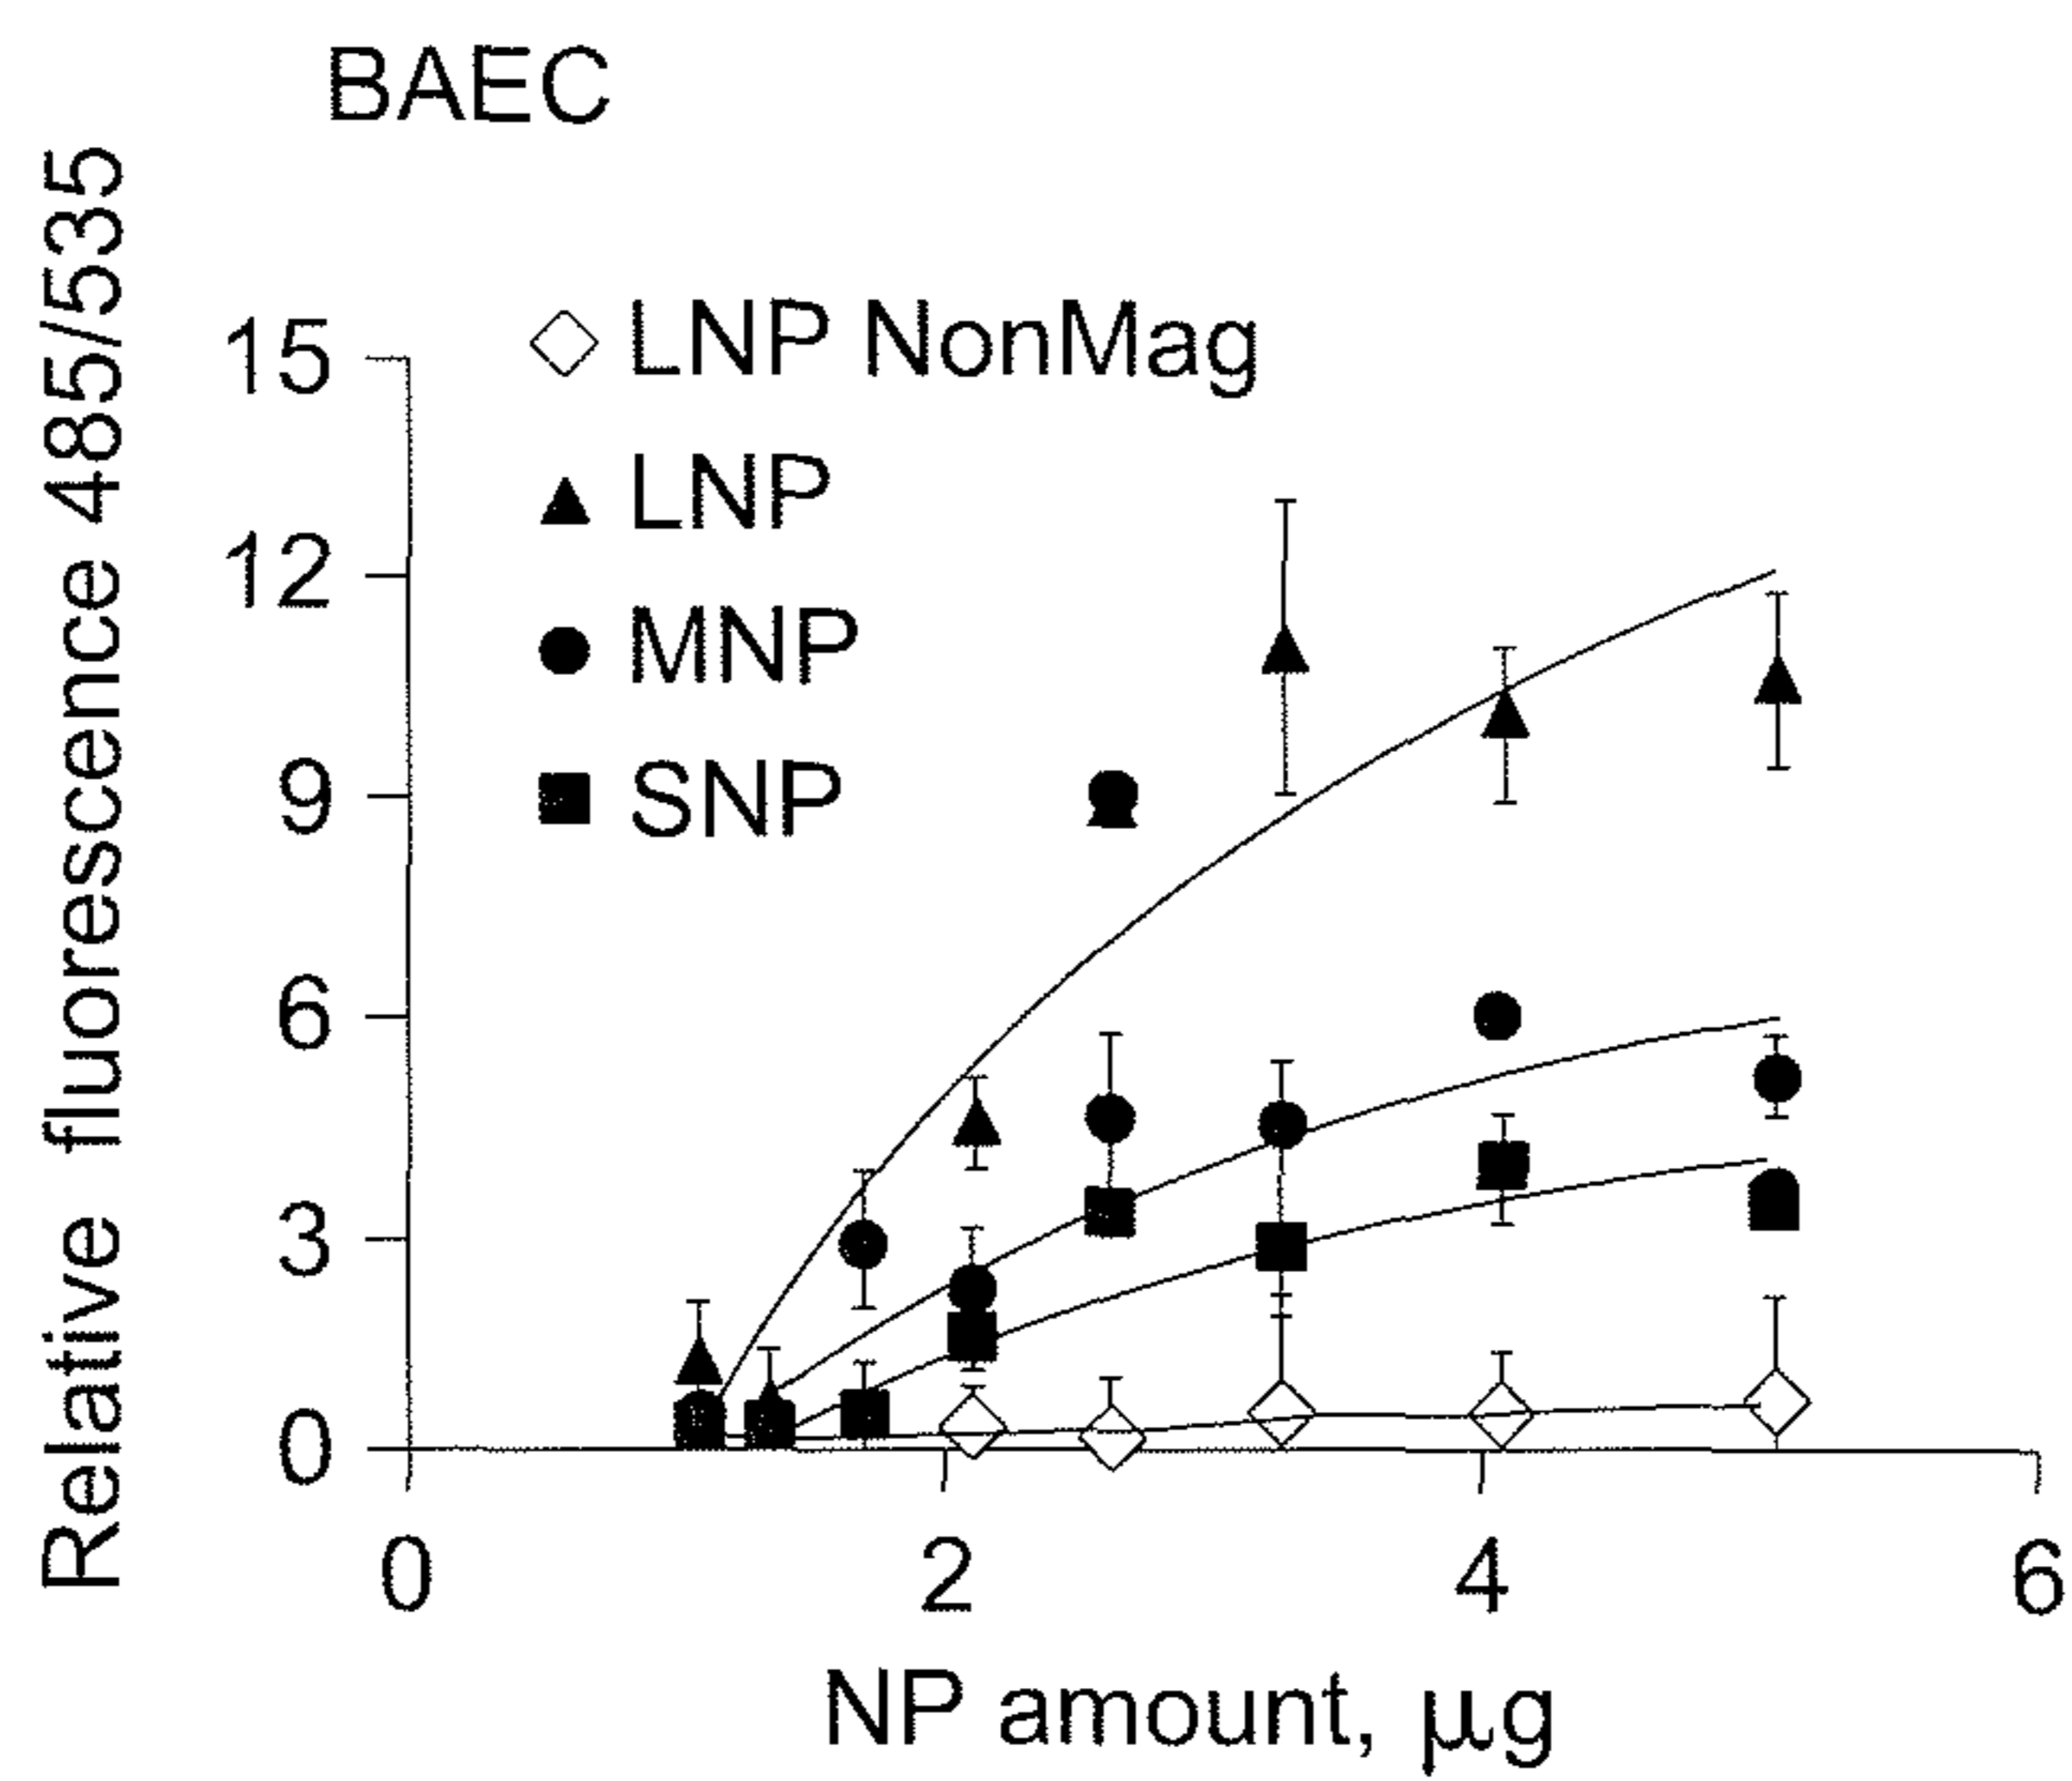 BAEC
Relative fluorescence 485/535
15
12
9
6
3
0
LNP NonMag
LNP
MNP
SNP
0 2 4 6
NP amount, µg